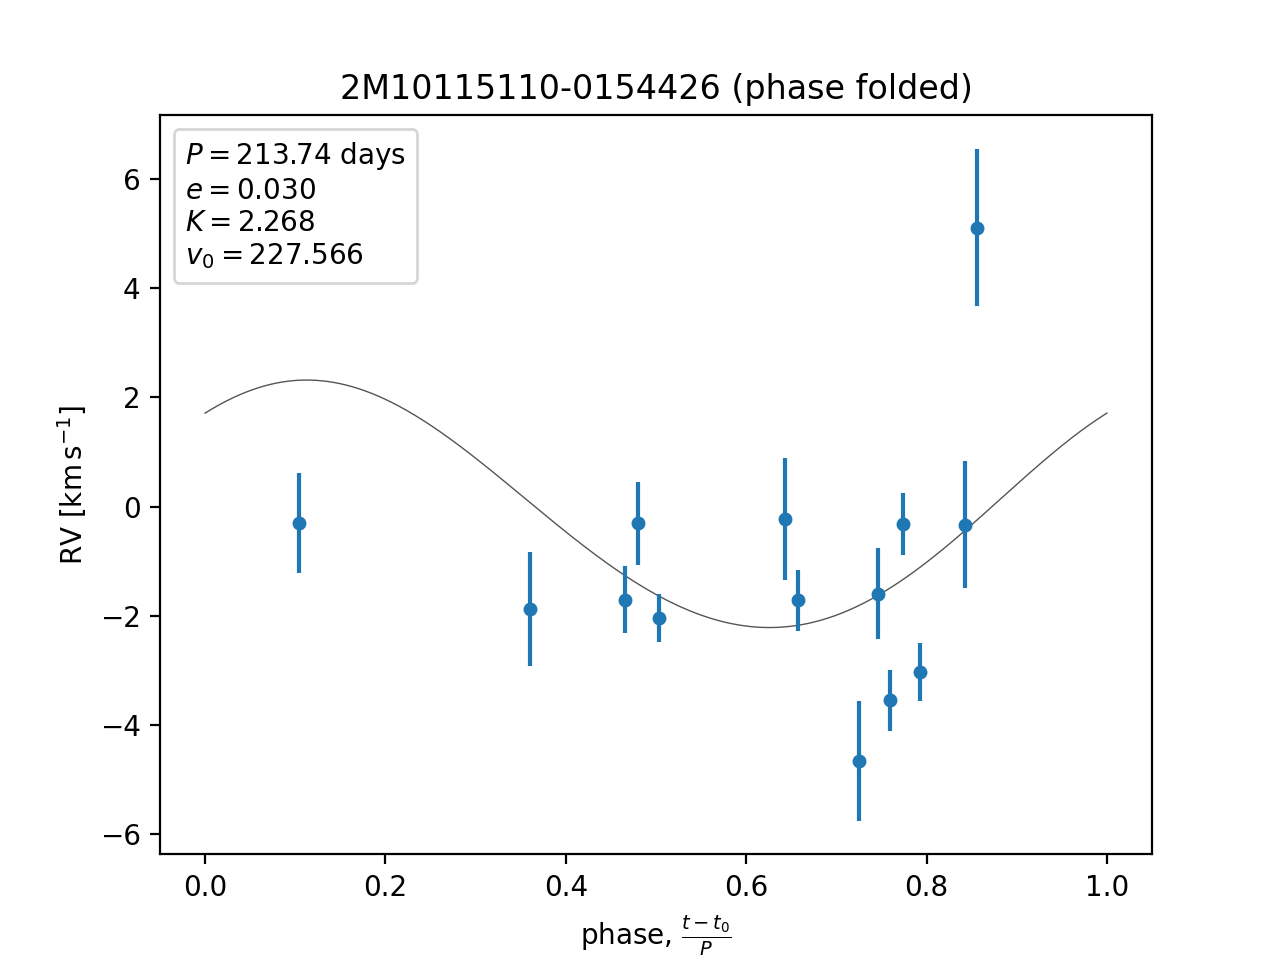 2M10115110-0154426 (phase folded)
P = 213.74 days
e = 0.030
K = 2.268
v₀ = 227.566
6
4
2
0
−2
−4
−6
RV [km s⁻¹]
0.0 0.2 0.4 0.6 0.8 1.0
phase, (t − t₀)/P